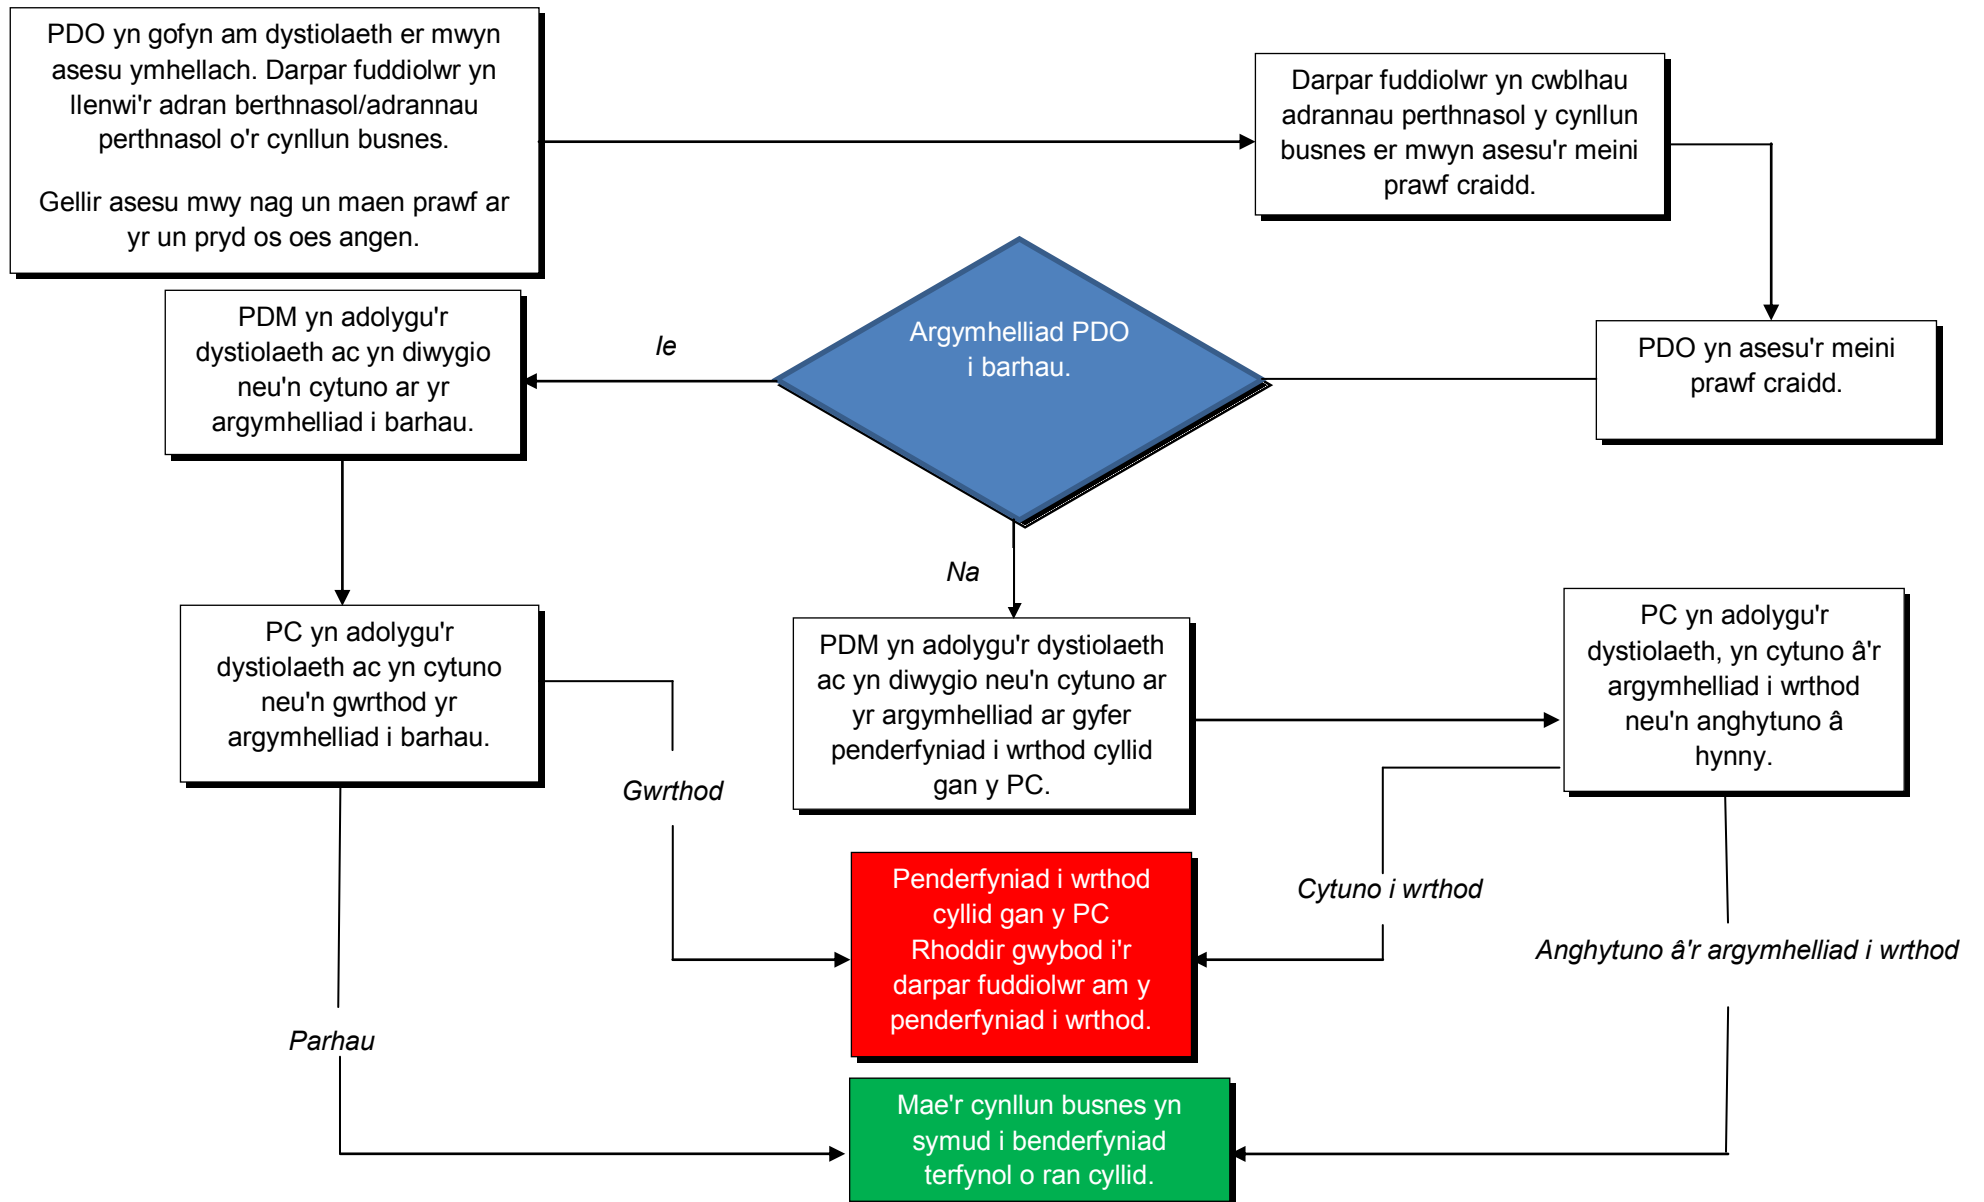 PDO yn gofyn am dystiolaeth er mwyn
asesu ymhellach. Darpar fuddiolwr yn
llenwi'r adran berthnasol/adrannau
perthnasol o'r cynllun busnes.
Gellir asesu mwy nag un maen prawf ar
yr un pryd os oes angen.
Darpar fuddiolwr yn cwblhau
adrannau perthnasol y cynllun
busnes er mwyn asesu'r meini
prawf craidd.
PDO yn asesu'r meini
prawf craidd.
Argymhelliad PDO
i barhau.
Ie
PDM yn adolygu'r
dystiolaeth ac yn diwygio
neu'n cytuno ar yr
argymhelliad i barhau.
Na
PC yn adolygu'r
dystiolaeth ac yn cytuno
neu'n gwrthod yr
argymhelliad i barhau.
PDM yn adolygu'r dystiolaeth
ac yn diwygio neu'n cytuno ar
yr argymhelliad ar gyfer
penderfyniad i wrthod cyllid
gan y PC.
PC yn adolygu'r
dystiolaeth, yn cytuno â'r
argymhelliad i wrthod
neu'n anghytuno â
hynny.
Gwrthod
Cytuno i wrthod
Anghytuno â'r argymhelliad i wrthod
Penderfyniad i wrthod
cyllid gan y PC
Rhoddir gwybod i'r
darpar fuddiolwr am y
penderfyniad i wrthod.
Parhau
Mae'r cynllun busnes yn
symud i benderfyniad
terfynol o ran cyllid.